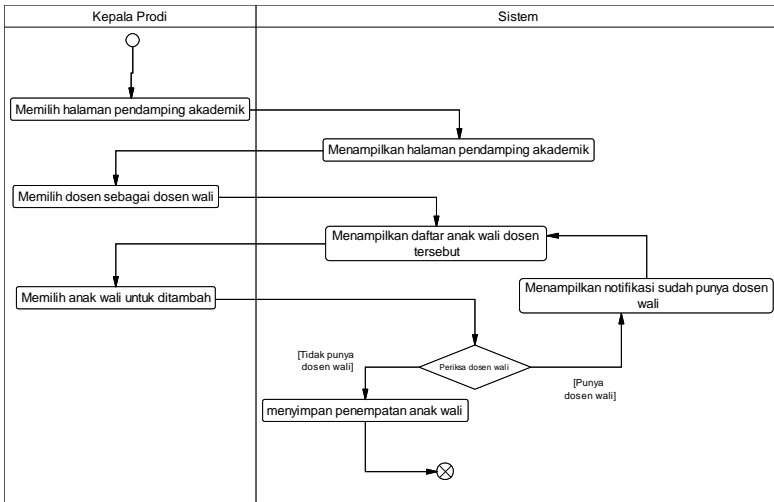 Kepala Prodi
Sistem
Memilih halaman pendamping akademik
Menampilkan halaman pendamping akademik
Memilih dosen sebagai dosen wali
Menampilkan daftar anak wali dosen
tersebut
Memilih anak wali untuk ditambah
Menampilkan notifikasi sudah punya dosen
wali
[Tidak punya
dosen wali]
Periksa dosen wali
[Punya
dosen wali]
menyimpan penempatan anak wali